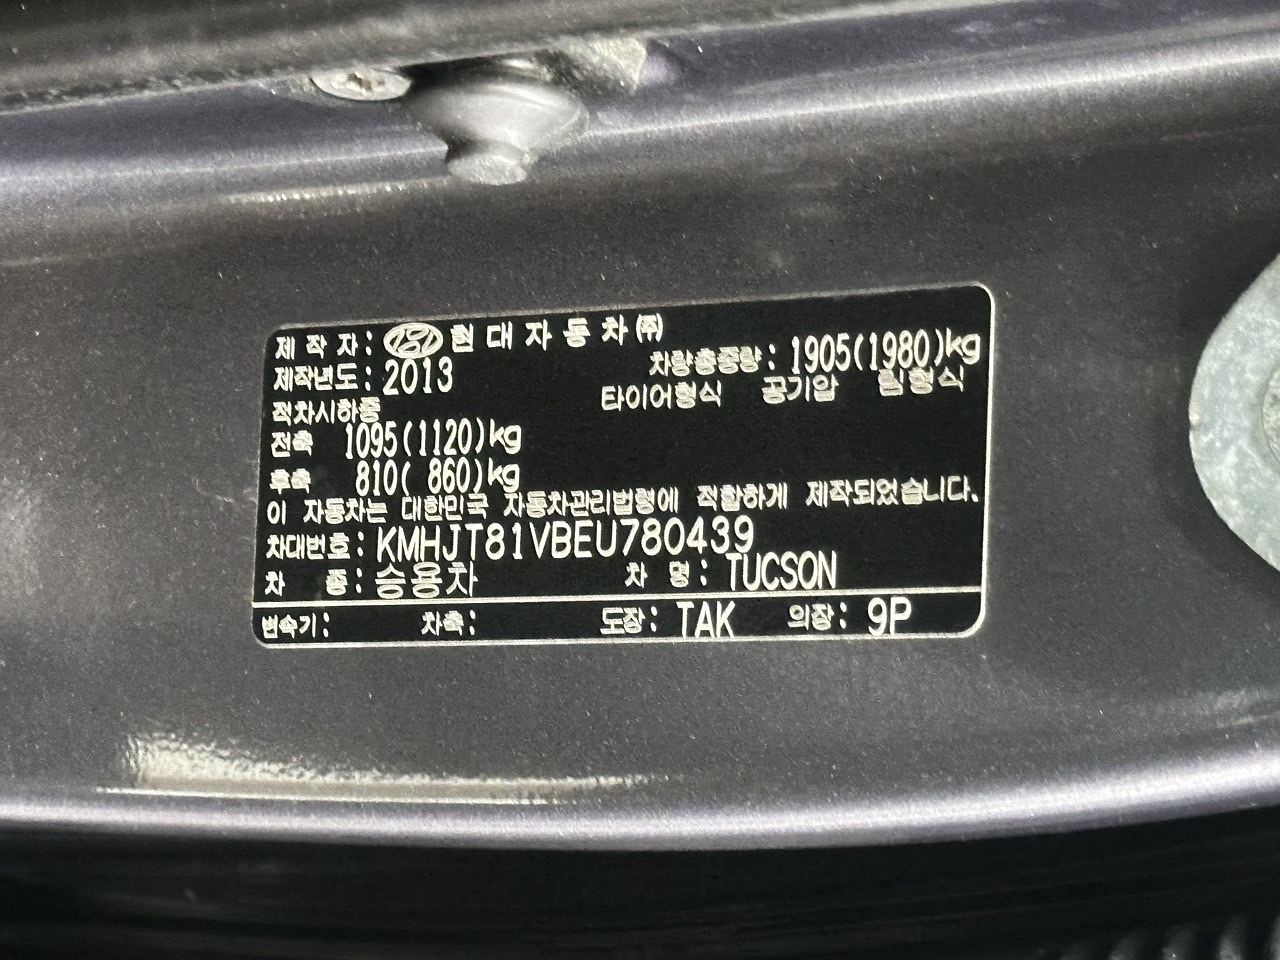 제 작 자: 현 대 자 동 차 ㈜
제작년도: 2013 차량총중량: 1905(1980)kg
적차시하중 타이어형식 공기압 림형식
전축 1095(1120)kg
후축 810( 860)kg
이 자동차는 대한민국 자동차관리법령에 적합하게 제작되었습니다.
차대번호: KMHJT81VBEU780439
차 종: 승용차 차 명: TUCSON
변속기: 차축: 도장: TAK 의장: 9P